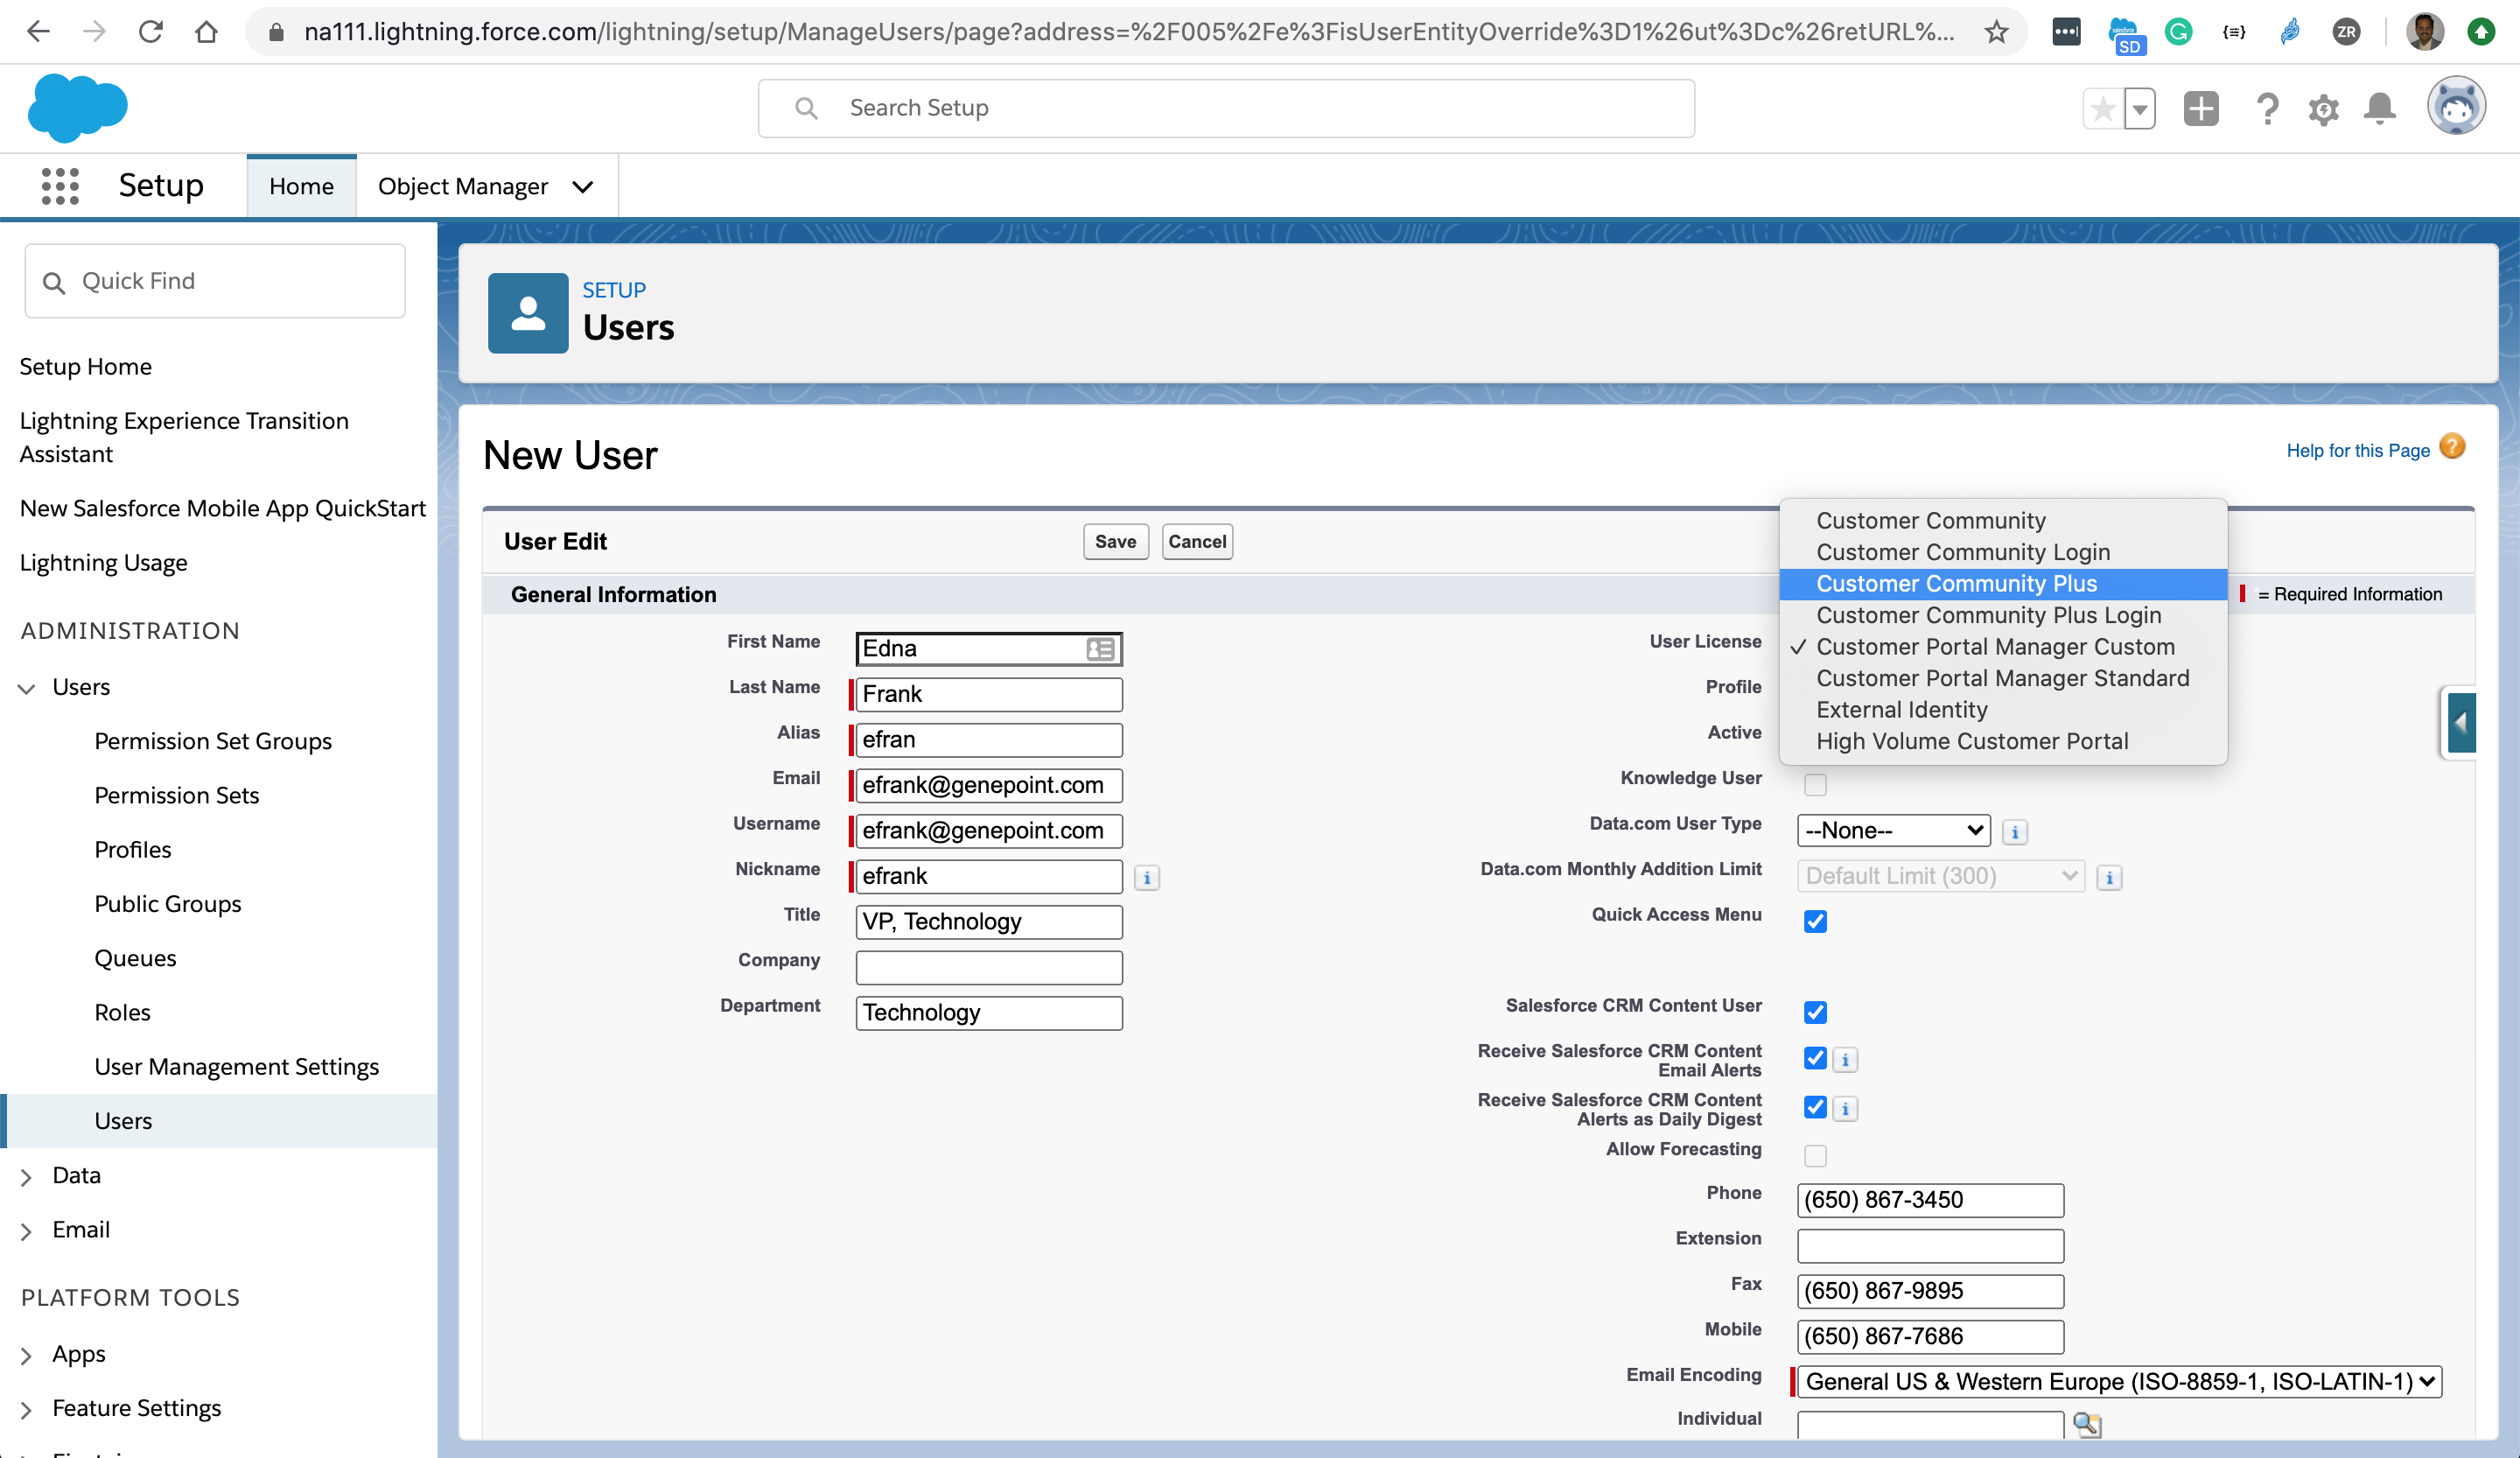 na111.lightning.force.com/lightning/setup/ManageUsers/page?address=%2F005%2Fe%3FisUserEntityOverride%3D1%26ut%3Dc%26retURL%...
SD
ZR
Search Setup
Setup
Home
Object Manager
Quick Find
Setup Home
Lightning Experience Transition
Assistant
New Salesforce Mobile App QuickStart
Lightning Usage
ADMINISTRATION
Users
Permission Set Groups
Permission Sets
Profiles
Public Groups
Queues
Roles
User Management Settings
Users
Data
Email
PLATFORM TOOLS
Apps
Feature Settings
SETUP
Users
New User
Help for this Page
User Edit
Save
Cancel
General Information
= Required Information
First Name
Edna
Last Name
Frank
Alias
efran
Email
efrank@genepoint.com
Username
efrank@genepoint.com
Nickname
efrank
Title
VP, Technology
Company
Department
Technology
Customer Community
Customer Community Login
Customer Community Plus
Customer Community Plus Login
Customer Portal Manager Custom
Customer Portal Manager Standard
External Identity
High Volume Customer Portal
User License
Profile
Active
Knowledge User
Data.com User Type
--None--
Data.com Monthly Addition Limit
Default Limit (300)
Quick Access Menu
Salesforce CRM Content User
Receive Salesforce CRM Content
Email Alerts
Receive Salesforce CRM Content
Alerts as Daily Digest
Allow Forecasting
Phone
(650) 867-3450
Extension
Fax
(650) 867-9895
Mobile
(650) 867-7686
Email Encoding
General US & Western Europe (ISO-8859-1, ISO-LATIN-1)
Individual